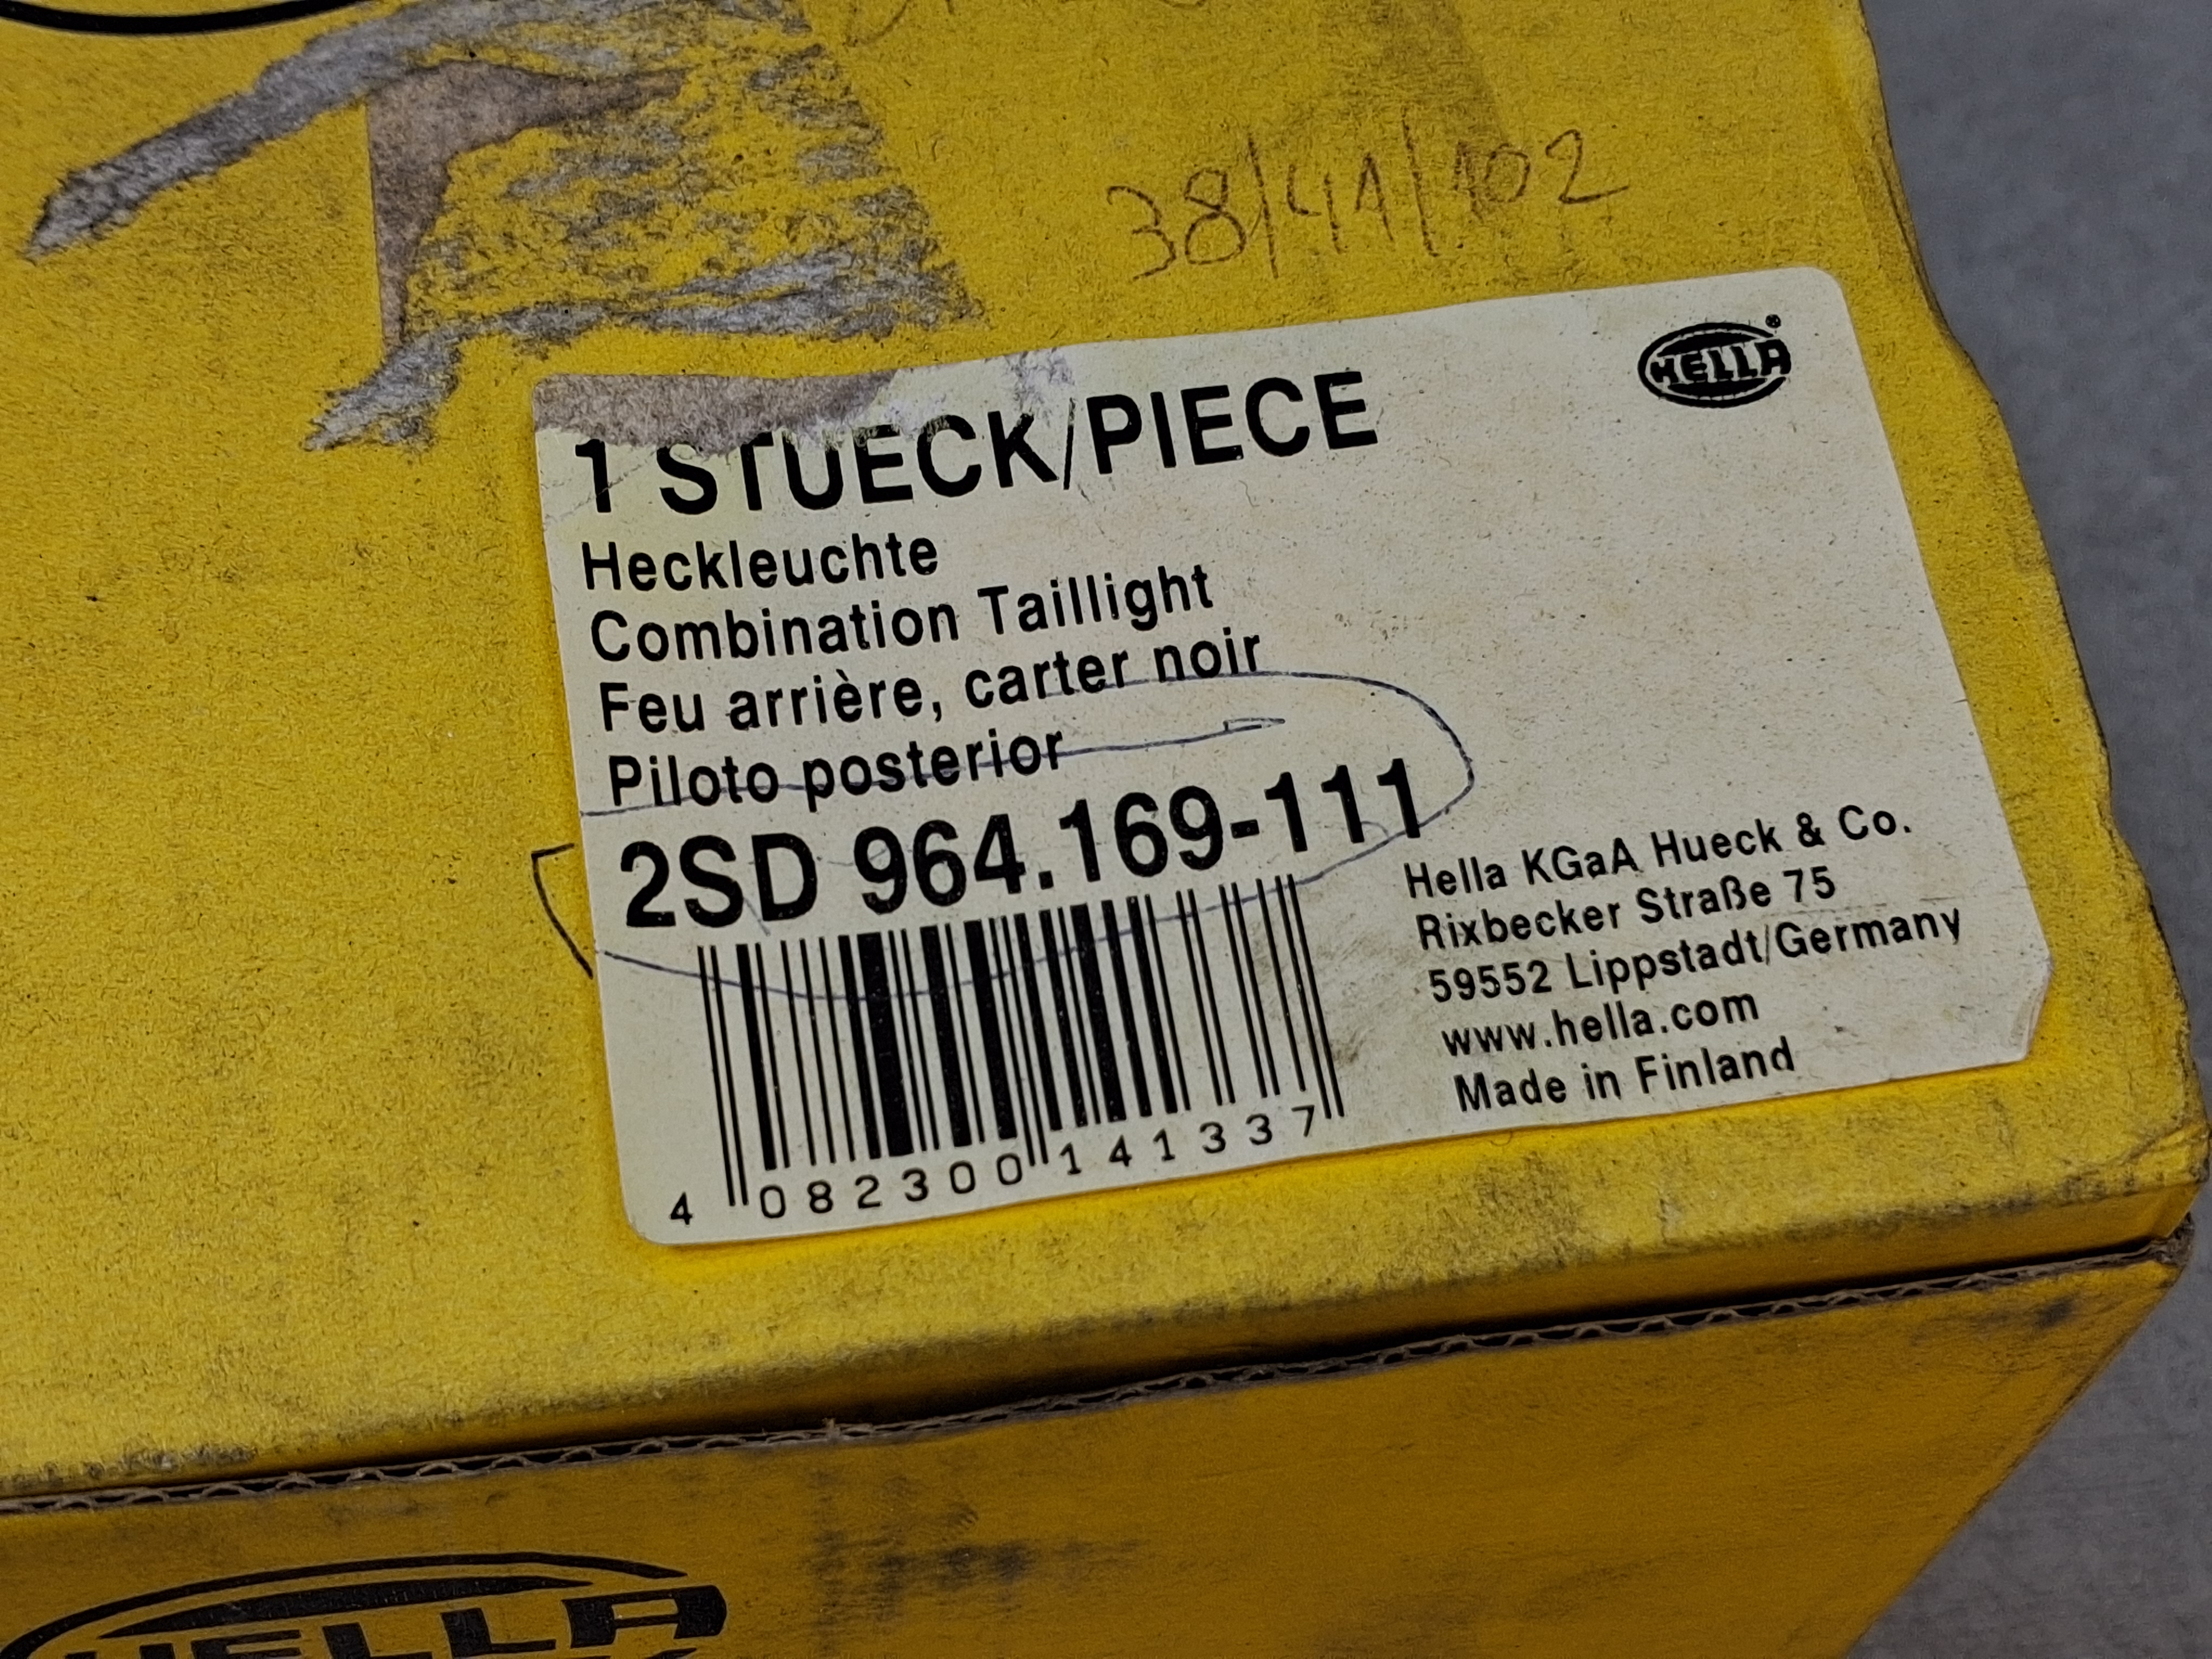 38/41/102
HELLA
1 STUECK/PIECE
Heckleuchte
Combination Taillight
Feu arrière, carter noir
Piloto posterior
2SD 964.169-111
Hella KGaA Hueck & Co.
Rixbecker Straße 75
59552 Lippstadt/Germany
www.hella.com
Made in Finland
4 082300 141337
HELLA